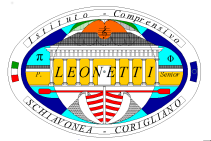 Istituto - Comprensivo
π Φ
P. LEONETTI Senior
SCHIAVONEA - CORIGLIANO